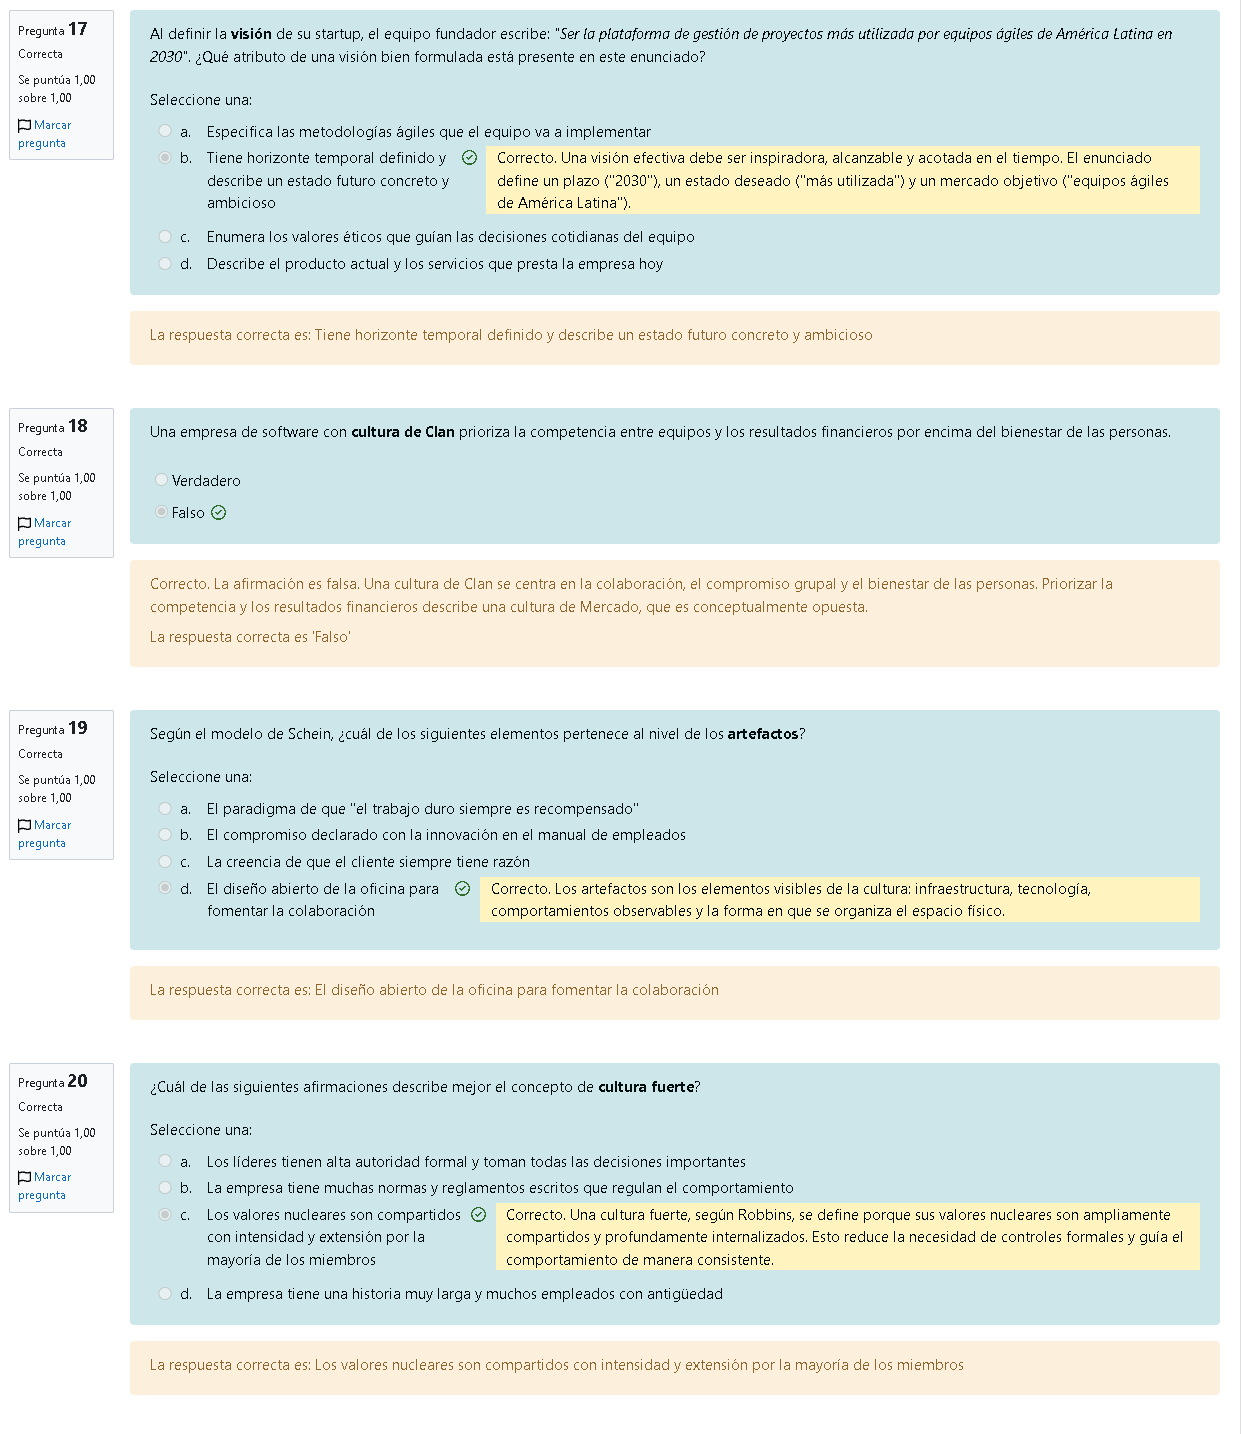 Pregunta 17
Correcta
Se puntúa 1,00
sobre 1,00
Marcar
pregunta
Al definir la visión de su startup, el equipo fundador escribe: "Ser la plataforma de gestión de proyectos más utilizada por equipos ágiles de América Latina en
2030". ¿Qué atributo de una visión bien formulada está presente en este enunciado?
Seleccione una:
a. Especifica las metodologías ágiles que el equipo va a implementar
b. Tiene horizonte temporal definido y
describe un estado futuro concreto y
ambicioso
Correcto. Una visión efectiva debe ser inspiradora, alcanzable y acotada en el tiempo. El enunciado
define un plazo ("2030"), un estado deseado ("más utilizada") y un mercado objetivo ("equipos ágiles
de América Latina").
c. Enumera los valores éticos que guían las decisiones cotidianas del equipo
d. Describe el producto actual y los servicios que presta la empresa hoy
La respuesta correcta es: Tiene horizonte temporal definido y describe un estado futuro concreto y ambicioso
Pregunta 18
Correcta
Se puntúa 1,00
sobre 1,00
Marcar
pregunta
Una empresa de software con cultura de Clan prioriza la competencia entre equipos y los resultados financieros por encima del bienestar de las personas.
Verdadero
Falso
Correcto. La afirmación es falsa. Una cultura de Clan se centra en la colaboración, el compromiso grupal y el bienestar de las personas. Priorizar la
competencia y los resultados financieros describe una cultura de Mercado, que es conceptualmente opuesta.
La respuesta correcta es 'Falso'
Pregunta 19
Correcta
Se puntúa 1,00
sobre 1,00
Marcar
pregunta
Según el modelo de Schein, ¿cuál de los siguientes elementos pertenece al nivel de los artefactos?
Seleccione una:
a. El paradigma de que "el trabajo duro siempre es recompensado"
b. El compromiso declarado con la innovación en el manual de empleados
c. La creencia de que el cliente siempre tiene razón
d. El diseño abierto de la oficina para
fomentar la colaboración
Correcto. Los artefactos son los elementos visibles de la cultura: infraestructura, tecnología,
comportamientos observables y la forma en que se organiza el espacio físico.
La respuesta correcta es: El diseño abierto de la oficina para fomentar la colaboración
Pregunta 20
Correcta
Se puntúa 1,00
sobre 1,00
Marcar
pregunta
¿Cuál de las siguientes afirmaciones describe mejor el concepto de cultura fuerte?
Seleccione una:
a. Los líderes tienen alta autoridad formal y toman todas las decisiones importantes
b. La empresa tiene muchas normas y reglamentos escritos que regulan el comportamiento
c. Los valores nucleares son compartidos
con intensidad y extensión por la
mayoría de los miembros
Correcto. Una cultura fuerte, según Robbins, se define porque sus valores nucleares son ampliamente
compartidos y profundamente internalizados. Esto reduce la necesidad de controles formales y guía el
comportamiento de manera consistente.
d. La empresa tiene una historia muy larga y muchos empleados con antigüedad
La respuesta correcta es: Los valores nucleares son compartidos con intensidad y extensión por la mayoría de los miembros